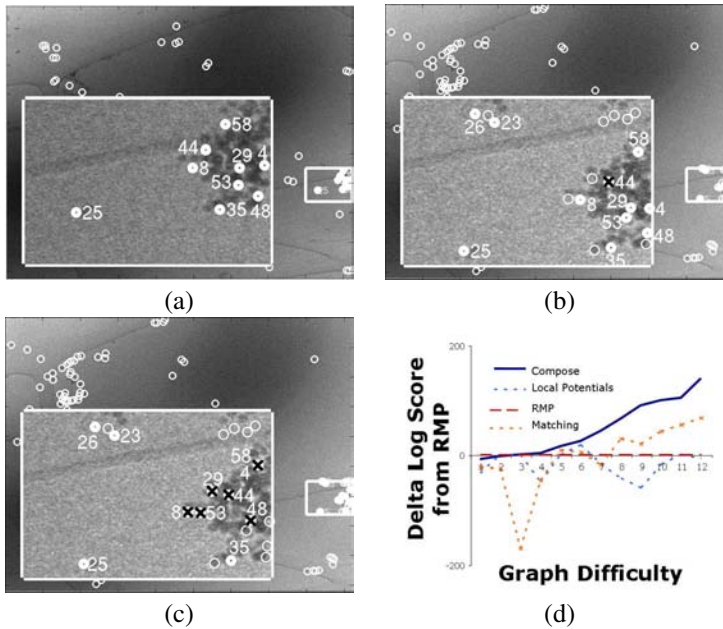 58
44
8
29
4
53
25
35
48
(a)
26
23
58
44
8
29
4
53
48
25
35
(b)
26
23
58
4
29
44
8
53
48
35
25
(c)
200
Compose
Local Potentials
RMP
Matching
0
1 2 3 4 5 6 7 8 9 10 11 12
-200
Delta Log Score
from RMP
Graph Difficulty
(d)